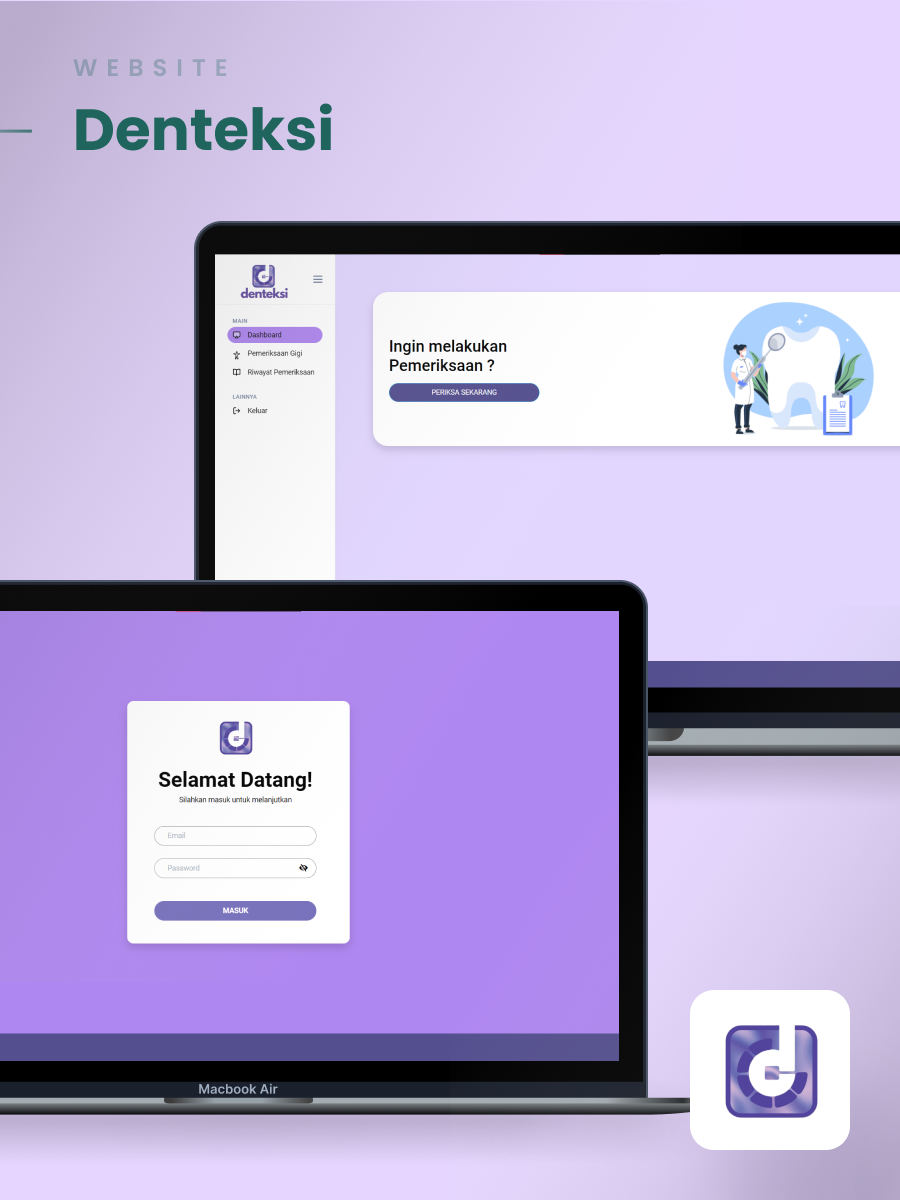 WEBSITE
Denteksi
denteksi
MAIN
Dashboard
Pemeriksaan Gigi
Riwayat Pemeriksaan
LAINNYA
Keluar
Ingin melakukan
Pemeriksaan ?
PERIKSA SEKARANG
Selamat Datang!
Silahkan masuk untuk melanjutkan
Email
Password
MASUK
Macbook Air